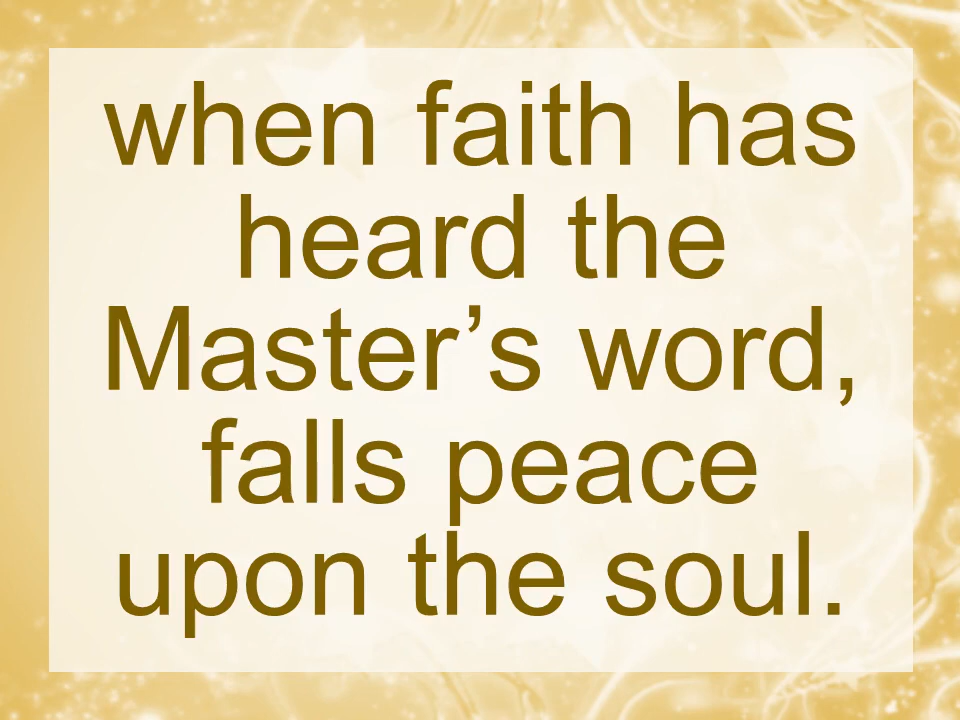 when faith has
heard the
Master’s word,
falls peace
upon the soul.